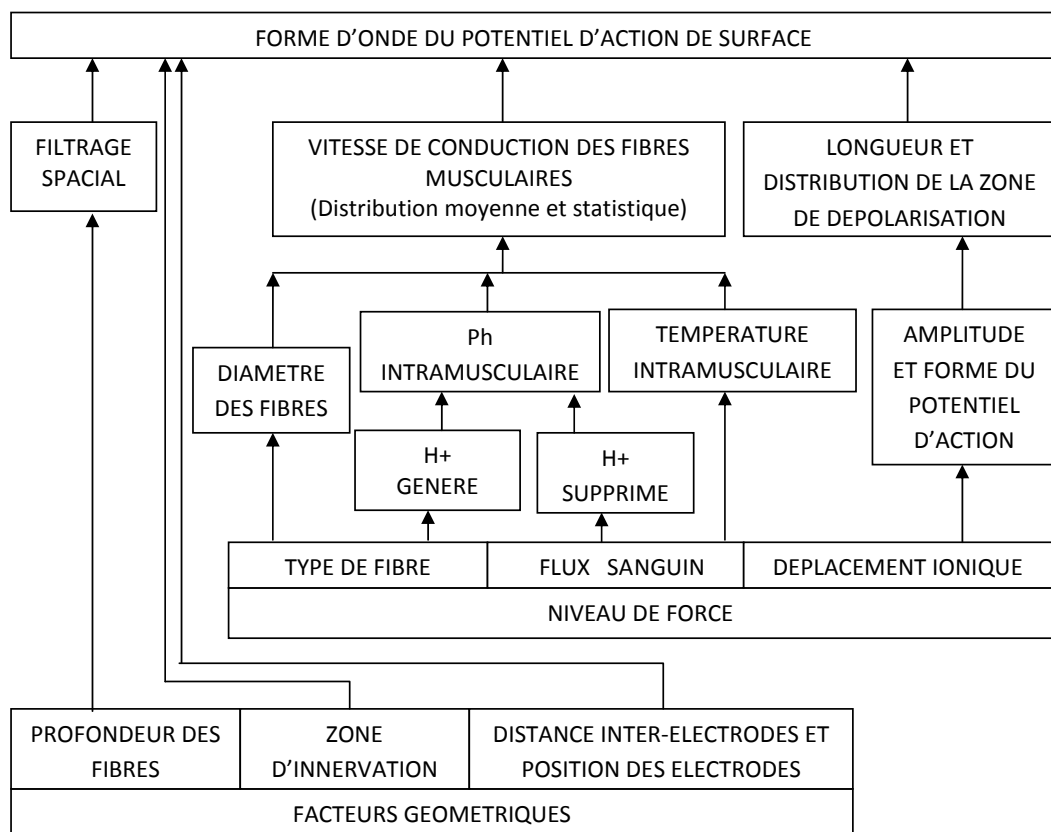 FORME D'ONDE DU POTENTIEL D'ACTION DE SURFACE
FILTRAGE
SPACIAL
VITESSE DE CONDUCTION DES FIBRES
MUSCULAIRES
(Distribution moyenne et statistique)
LONGUEUR ET
DISTRIBUTION DE LA ZONE
DE DEPOLARISATION
DIAMETRE
DES FIBRES
Ph
INTRAMUSCULAIRE
TEMPERATURE
INTRAMUSCULAIRE
AMPLITUDE
ET FORME DU
POTENTIEL
D'ACTION
H+
GENERE
H+
SUPPRIME
TYPE DE FIBRE
FLUX SANGUIN
DEPLACEMENT IONIQUE
NIVEAU DE FORCE
PROFONDEUR DES
FIBRES
ZONE
D'INNERVATION
DISTANCE INTER-ELECTRODES ET
POSITION DES ELECTRODES
FACTEURS GEOMETRIQUES